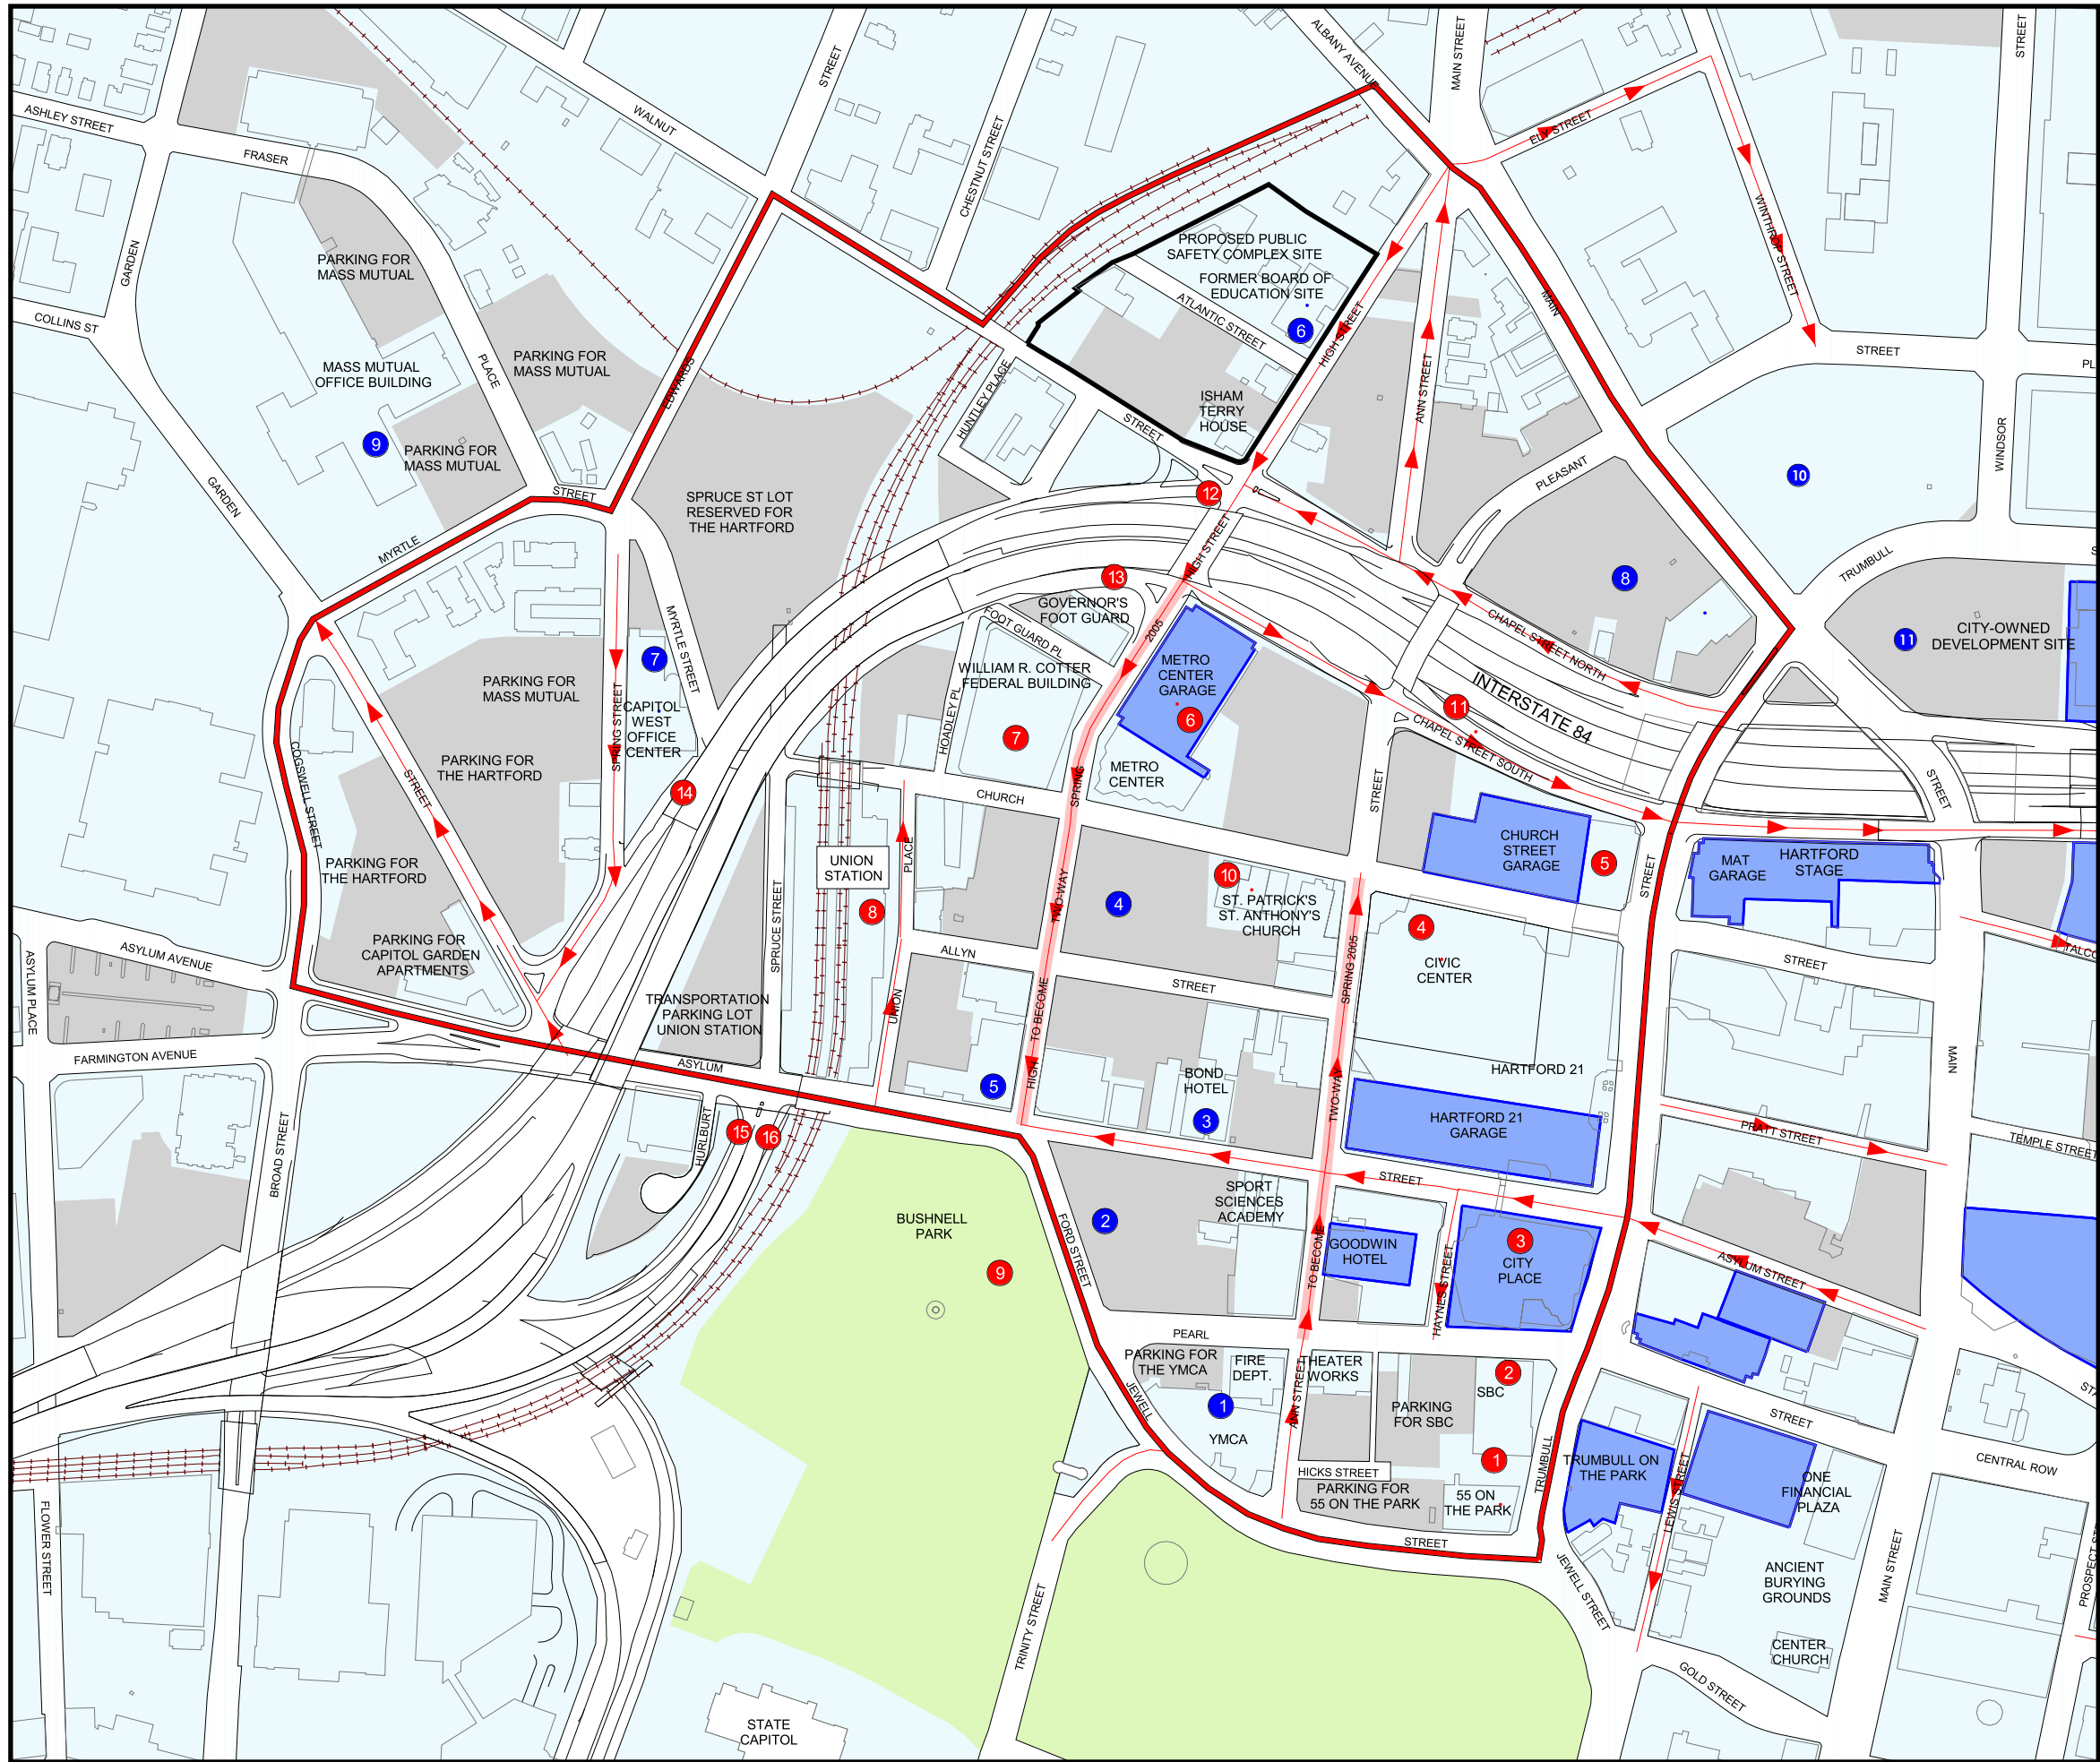 ALBANY AVENUE
MAIN STREET
STREET
STREET
ASHLEY STREET
WALNUT
FRASER
CHESTNUT STREET
ELY STREET
WINTHROP STREET
GARDEN
PARKING FOR
MASS MUTUAL
PROPOSED PUBLIC
SAFETY COMPLEX SITE
FORMER BOARD OF
EDUCATION SITE
6
ATLANTIC STREET
HIGH STREET
MAIN
COLLINS ST
MASS MUTUAL
OFFICE BUILDING
PLACE
PARKING FOR
MASS MUTUAL
EDWARDS
HUNTLEY PLACE
ISHAM
TERRY
HOUSE
ANN STREET
STREET
PL
9
PARKING FOR
MASS MUTUAL
STREET
WINDSOR
PLEASANT
10
GARDEN
STREET
SPRUCE ST LOT
RESERVED FOR
THE HARTFORD
12
MYRTLE
HIGH STREET
TRUMBULL
S
13
8
GOVERNOR'S
FOOT GUARD
FOOT GUARD PL
2005
CHAPEL STREET NORTH
11
CITY-OWNED
DEVELOPMENT SITE
MYRTLE STREET
7
WILLIAM R. COTTER
FEDERAL BUILDING
METRO
CENTER
GARAGE
6
PARKING FOR
MASS MUTUAL
SPRING STREET
CAPITOL
WEST
OFFICE
CENTER
HOADLEY PL
7
11
INTERSTATE 84
CHAPEL STREET SOUTH
COGSWELL STREET
STREET
PARKING FOR
THE HARTFORD
14
METRO
CENTER
SPRING
CHURCH
STREET
STREET
PARKING FOR
THE HARTFORD
UNION
STATION
PLACE
CHURCH
STREET
GARAGE
5
STREET
MAT
GARAGE
HARTFORD
STAGE
8
TWO-WAY
4
10
ST. PATRICK'S
ST. ANTHONY'S
CHURCH
4
CIVIC
CENTER
ASYLUM PLACE
ASYLUM AVENUE
PARKING FOR
CAPITOL GARDEN
APARTMENTS
SPRUCE STREET
ALLYN
STREET
SPRING 2005
STREET
TALCO
TRANSPORTATION
PARKING LOT
UNION STATION
UNION
TO BECOME
FARMINGTON AVENUE
ASYLUM
HIGH
5
BOND
HOTEL
3
TWO-WAY
HARTFORD 21
HARTFORD 21
GARAGE
MAIN
BROAD STREET
HURLBURT
15
16
PRATT STREET
TEMPLE STREET
BUSHNELL
PARK
9
FORD STREET
2
SPORT
SCIENCES
ACADEMY
STREET
TO BECOME
GOODWIN
HOTEL
HAYNES STREET
3
CITY
PLACE
ASYLUM STREET
PEARL
PARKING FOR
THE YMCA
FIRE
DEPT.
THEATER
WORKS
2
SBC
JEWELL
1
YMCA
ANN STREET
PARKING
FOR SBC
1
STREET
STA
HICKS STREET
PARKING FOR
55 ON THE PARK
55 ON
THE PARK
TRUMBULL
TRUMBULL ON
THE PARK
LEWIS STREET
ONE
FINANCIAL
PLAZA
CENTRAL ROW
STREET
FLOWER STREET
TRINITY STREET
JEWELL STREET
ANCIENT
BURYING
GROUNDS
MAIN STREET
PROSPECT ST
CENTER
CHURCH
GOLD STREET
STATE
CAPITOL